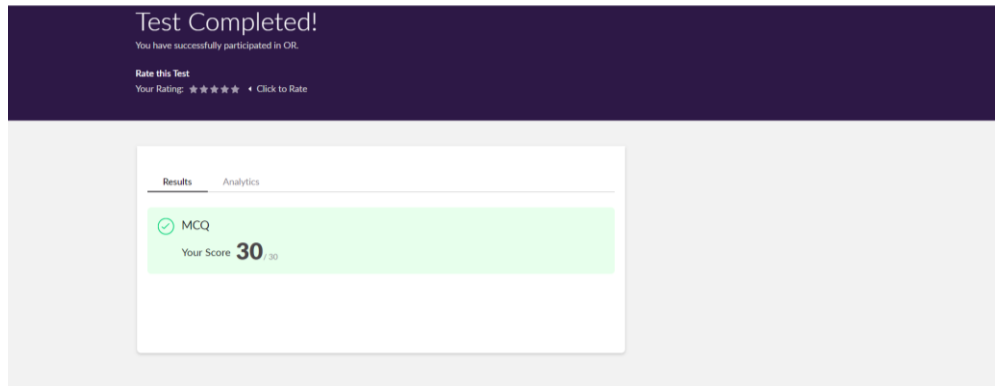 Test Completed!
You have successfully participated in OR.
Rate this Test
Your Rating: ★★★★★ ◂ Click to Rate
Results Analytics
MCQ
Your Score 30 / 30